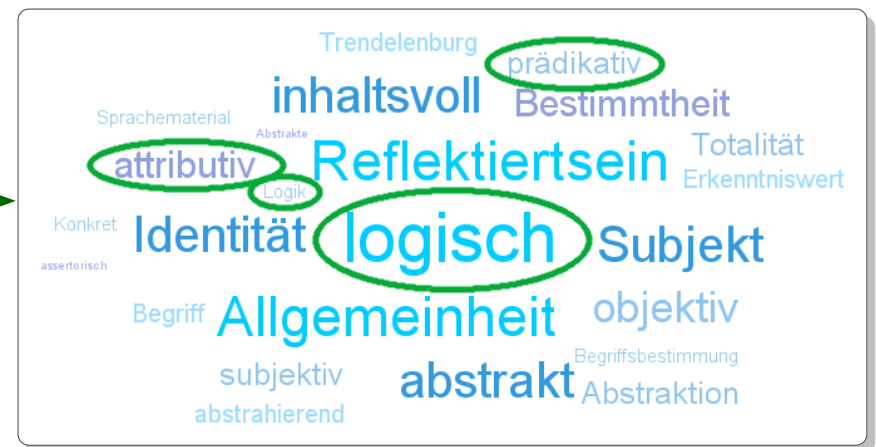 Trendelenburg
prädikativ
inhaltsvoll
Bestimmtheit
Sprachematerial
Abstrakte
Totalität
attributiv
Reflektiertsein
Erkenntniswert
Logik
Konkret
Identität
logisch
Subjekt
assertorisch
Begriff
Allgemeinheit
objektiv
Begriffsbestimmung
subjektiv
abstrakt
Abstraktion
abstrahierend